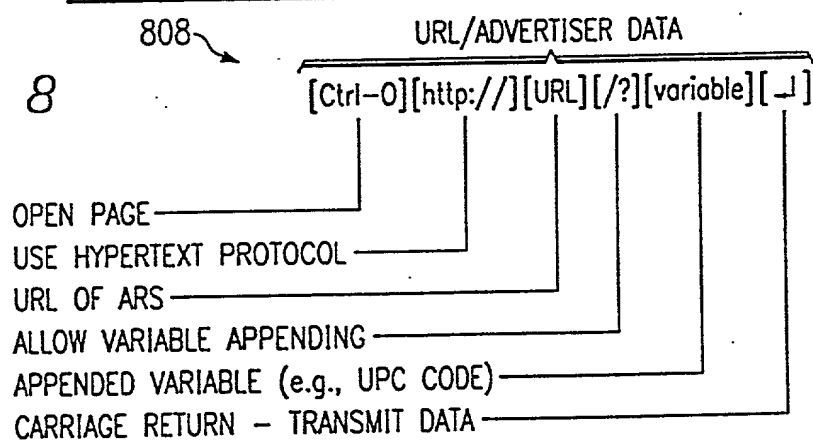 808
URL/ADVERTISER DATA
8
[Ctrl-O][http://][URL][/?][variable][↵]
OPEN PAGE
USE HYPERTEXT PROTOCOL
URL OF ARS
ALLOW VARIABLE APPENDING
APPENDED VARIABLE (e.g., UPC CODE)
CARRIAGE RETURN – TRANSMIT DATA